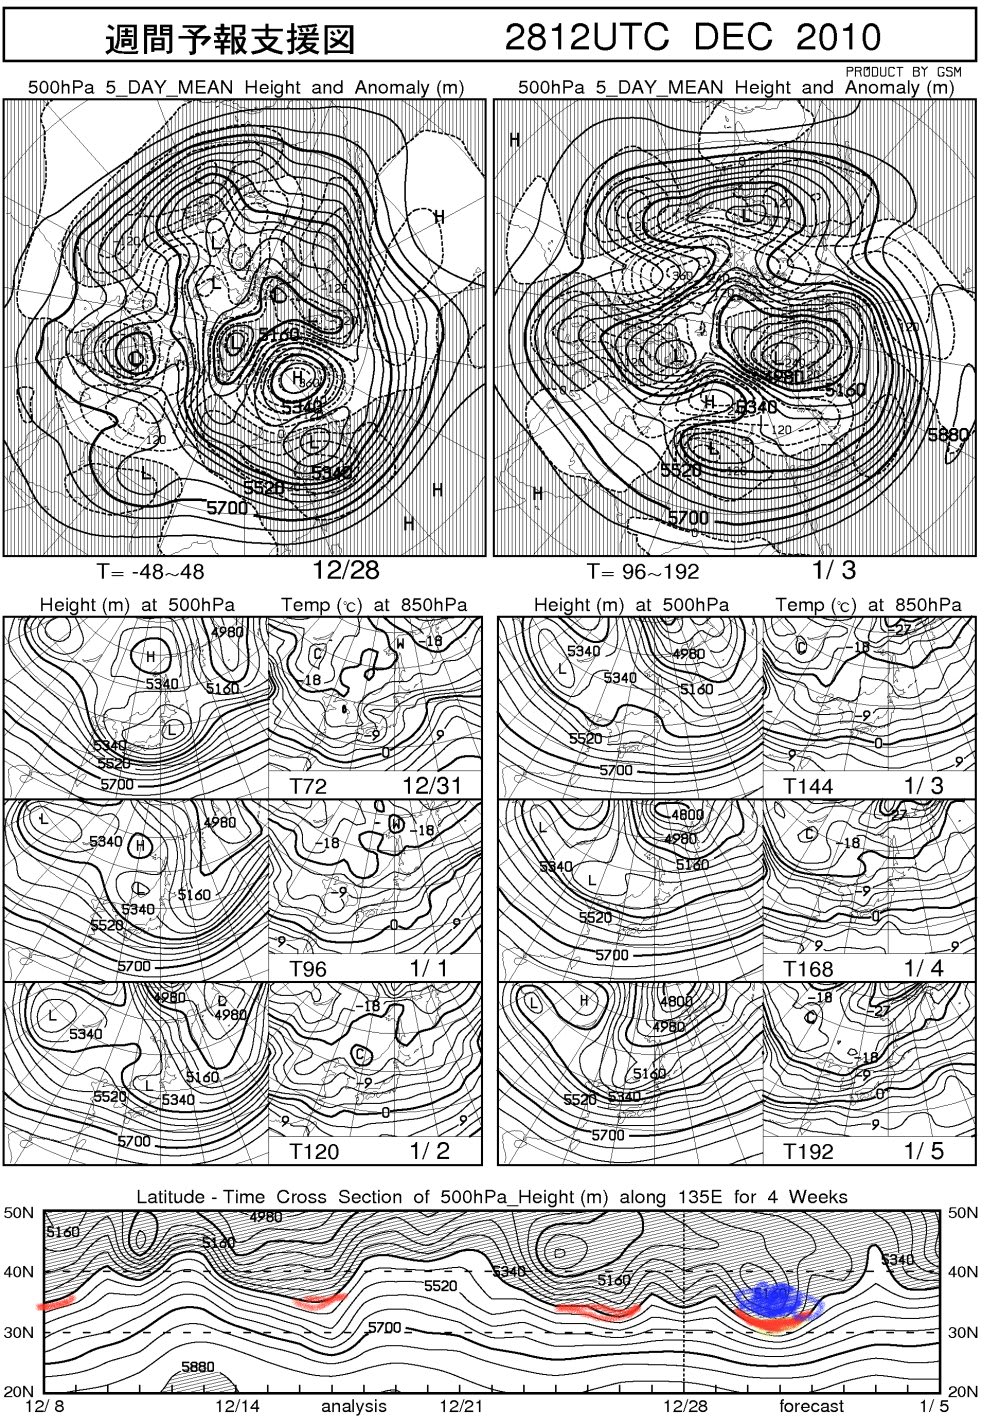 週間予報支援図 2812UTC DEC 2010
PRODUCT BY GSM
500hPa 5_DAY_MEAN Height and Anomaly (m)
500hPa 5_DAY_MEAN Height and Anomaly (m)
H
L
L
L
5160
L
H
360
5340
L
5340
5520
5700
H
H
120
120
120
L
T= -48~48 12/28
H
L
360
120
L
L
4980
5160
H
5340
5880
L
5520
120
H
5700
T= 96~192 1/ 3
Height (m) at 500hPa Temp (℃) at 850hPa
Height (m) at 500hPa Temp (℃) at 850hPa
4980
H
5340
5160
L
5340
5520
5700
C
W
-18
-18
-9
0
9
T72 12/31
5340
L
4980
5340
5160
5520
5700
-27
C
-18
-9
0
9
9
T144 1/ 3
L
4980
5340
H
L
5160
5340
5520
5700
W
-18
-18
-9
0
9
9
T96 1/ 1
L
4800
4980
5340
5160
L
5520
5700
-27
C
-18
-9
0
9
9
T168 1/ 4
4980
L
4980
5340
5160
L
5520
5340
5700
-18
C
-9
0
9
9
T120 1/ 2
L
H
4800
4980
5160
5520
5340
5700
-18
-27
C
-18
-9
0
9
9
T192 1/ 5
Latitude - Time Cross Section of 500hPa_Height (m) along 135E for 4 Weeks
50N 4980 50N
5160 5160 5340
40N 5340 5160 40N
5520
5700
30N 30N
5880
20N 20N
12/ 8 12/14 analysis 12/21 12/28 forecast 1/ 5